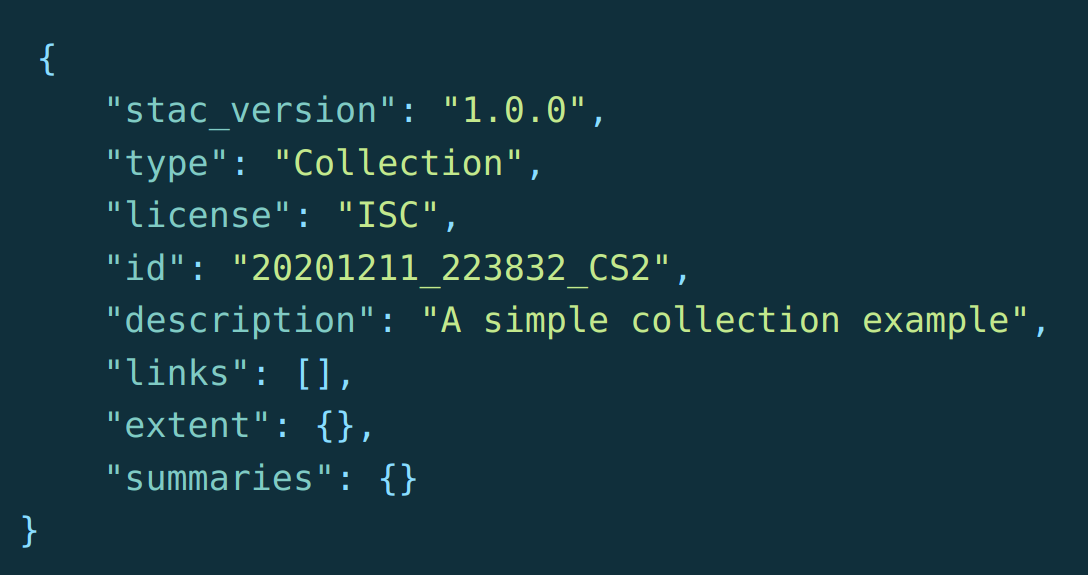 {
    "stac_version": "1.0.0",
    "type": "Collection",
    "license": "ISC",
    "id": "20201211_223832_CS2",
    "description": "A simple collection example",
    "links": [],
    "extent": {},
    "summaries": {}
}